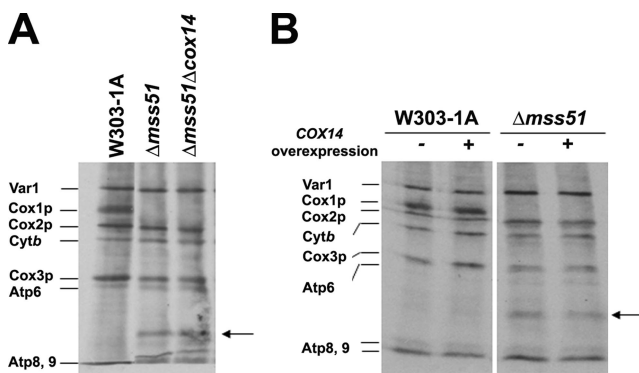 A
W303-1A
Δmss51
Δmss51Δcox14
Var1
Cox1p
Cox2p
Cytb
Cox3p
Atp6
Atp8, 9
B
W303-1A
Δmss51
COX14
overexpression
-
+
-
+
Var1
Cox1p
Cox2p
Cytb
Cox3p
Atp6
Atp8, 9